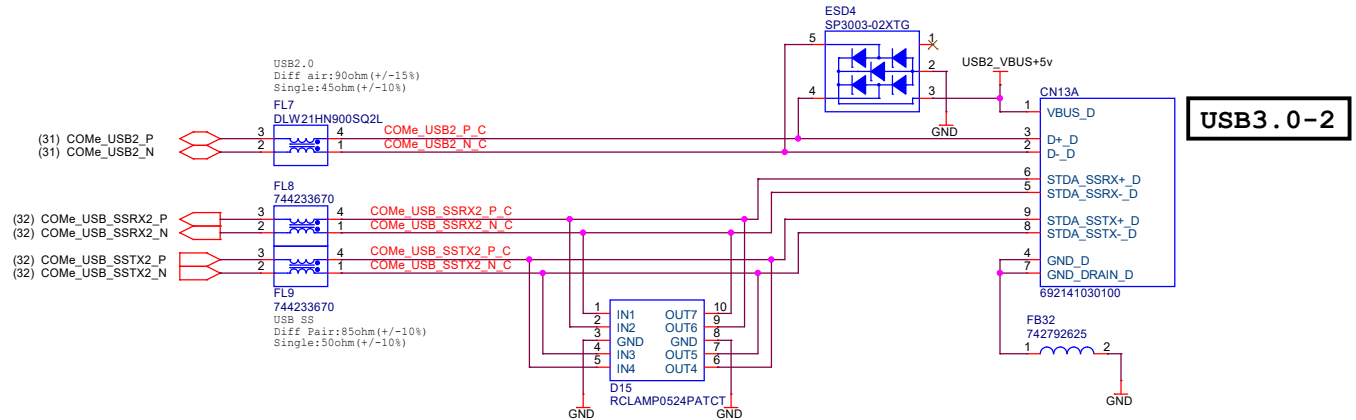 ESD4
SP3003-02XTG
5
1
2
4
3
GND
USB2_VBUS+5v
USB2.0
Diff air:90ohm(+/-15%)
Single:45ohm(+/-10%)
FL7
DLW21HN900SQ2L
(31) COMe_USB2_P
3
4
COMe_USB2_P_C
(31) COMe_USB2_N
2
1
COMe_USB2_N_C
CN13A
1
VBUS_D
3
D+_D
2
D-_D
6
STDA_SSRX+_D
5
STDA_SSRX-_D
9
STDA_SSTX+_D
8
STDA_SSTX-_D
4
GND_D
7
GND_DRAIN_D
692141030100
USB3.0-2
FL8
744233670
(32) COMe_USB_SSRX2_P
3
4
COMe_USB_SSRX2_P_C
(32) COMe_USB_SSRX2_N
2
1
COMe_USB_SSRX2_N_C
(32) COMe_USB_SSTX2_P
3
4
COMe_USB_SSTX2_P_C
(32) COMe_USB_SSTX2_N
2
1
COMe_USB_SSTX2_N_C
FL9
744233670
USB SS
Diff Pair:85ohm(+/-10%)
Single:50ohm(+/-10%)
1
IN1
OUT7
10
2
IN2
OUT6
9
3
GND
GND
8
4
IN3
OUT5
7
5
IN4
OUT4
6
D15
RCLAMP0524PATCT
GND
GND
FB32
742792625
1
2
GND